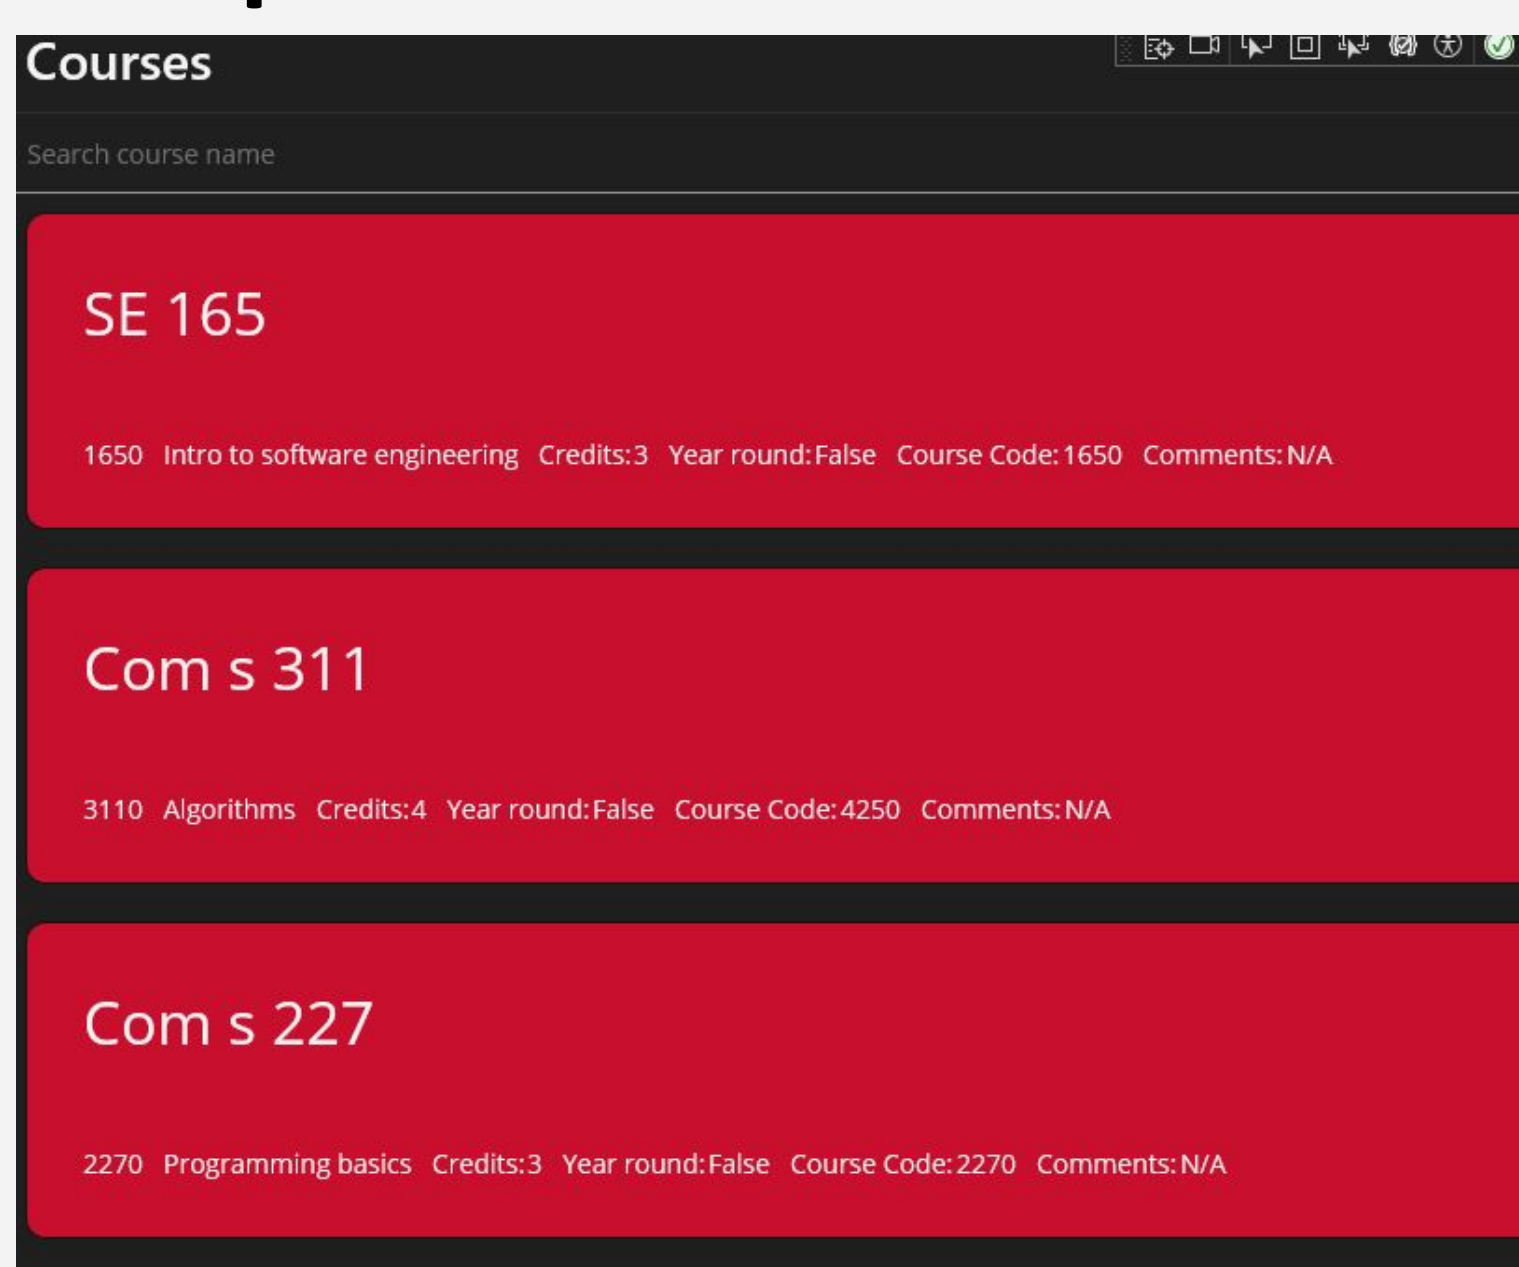 Courses
Search course name
SE 165
1650 Intro to software engineering Credits:3 Year round:False Course Code:1650 Comments:N/A
Com s 311
3110 Algorithms Credits:4 Year round:False Course Code:4250 Comments:N/A
Com s 227
2270 Programming basics Credits:3 Year round:False Course Code:2270 Comments:N/A